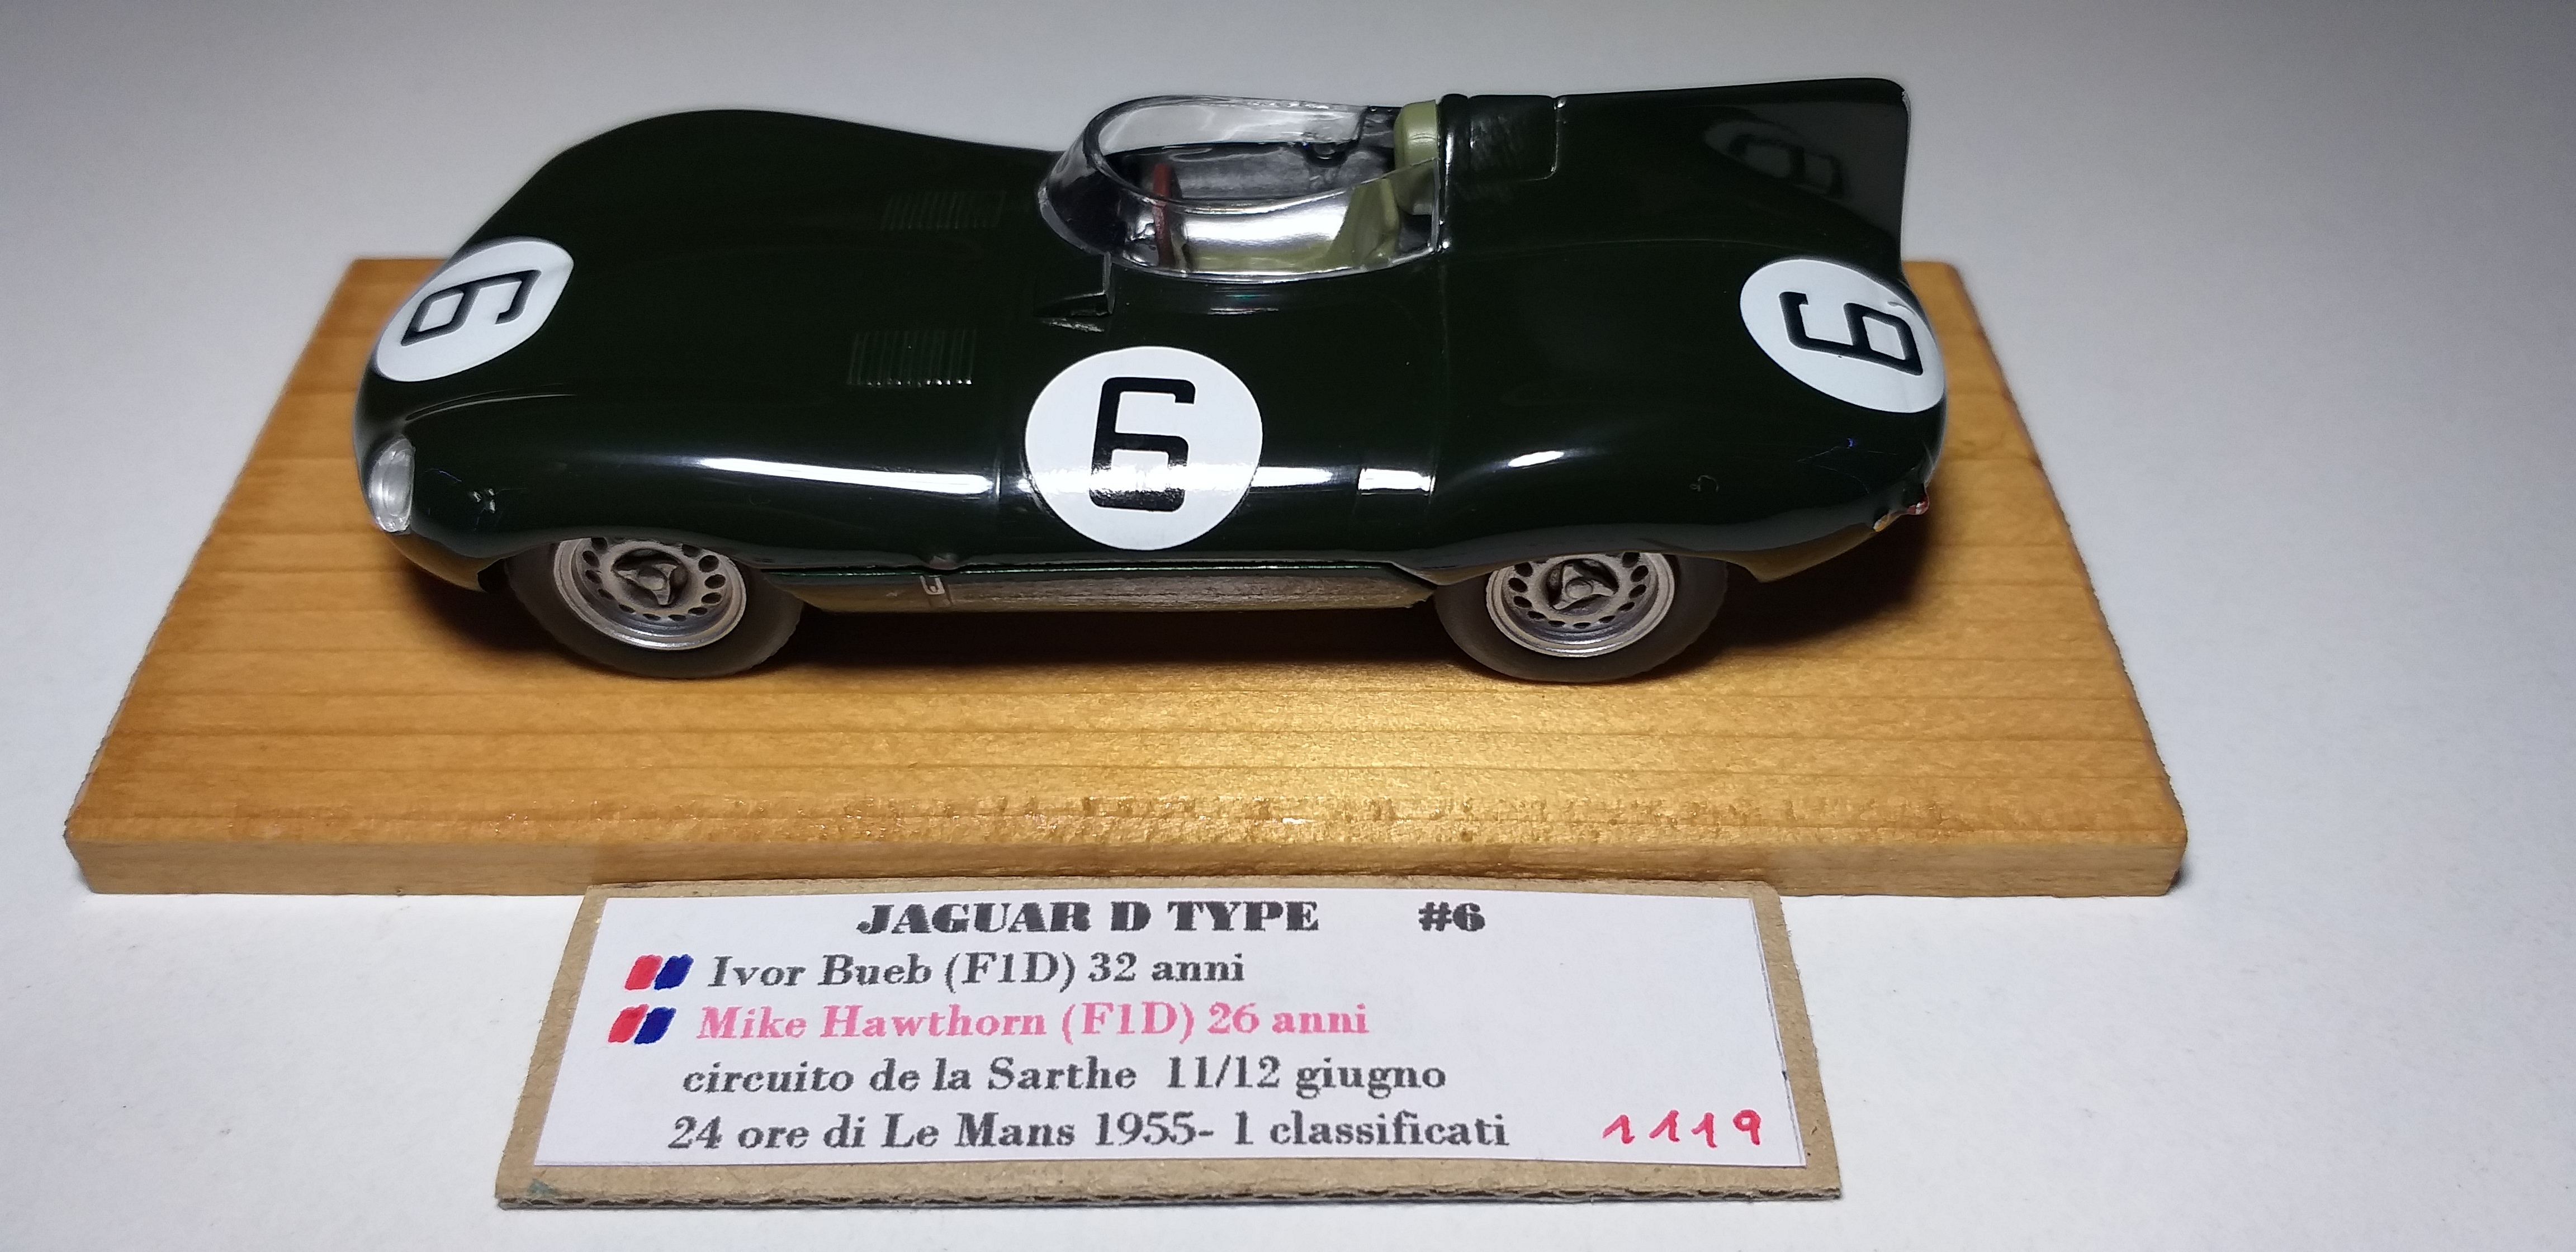 6
6
6
JAGUAR D TYPE #6
Ivor Bueb (F1D) 32 anni
Mike Hawthorn (F1D) 26 anni
circuito de la Sarthe 11/12 giugno
24 ore di Le Mans 1955- 1 classificati 1119